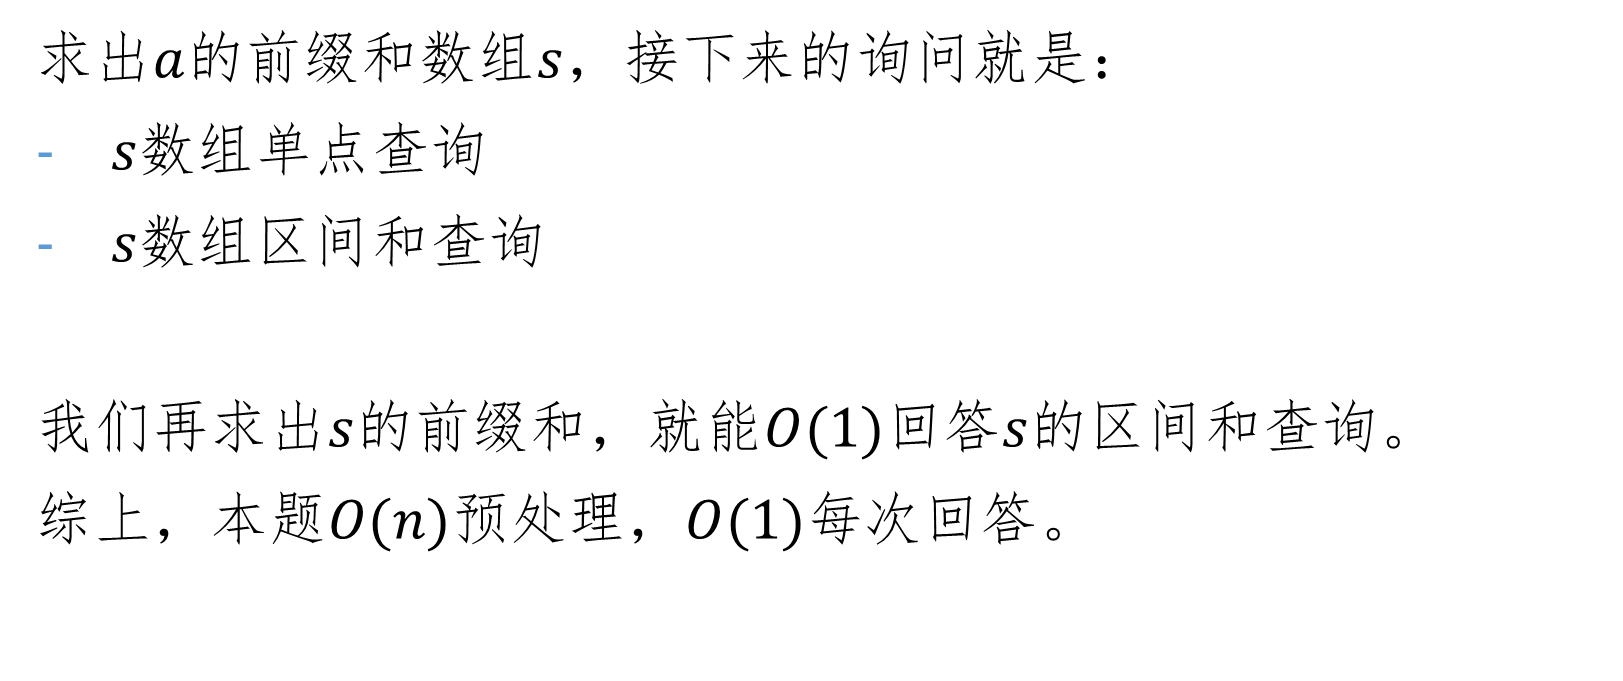 求出a的前缀和数组s，接下来的询问就是：
- s数组单点查询
- s数组区间和查询
我们再求出s的前缀和，就能O(1)回答s的区间和查询。
综上，本题O(n)预处理，O(1)每次回答。